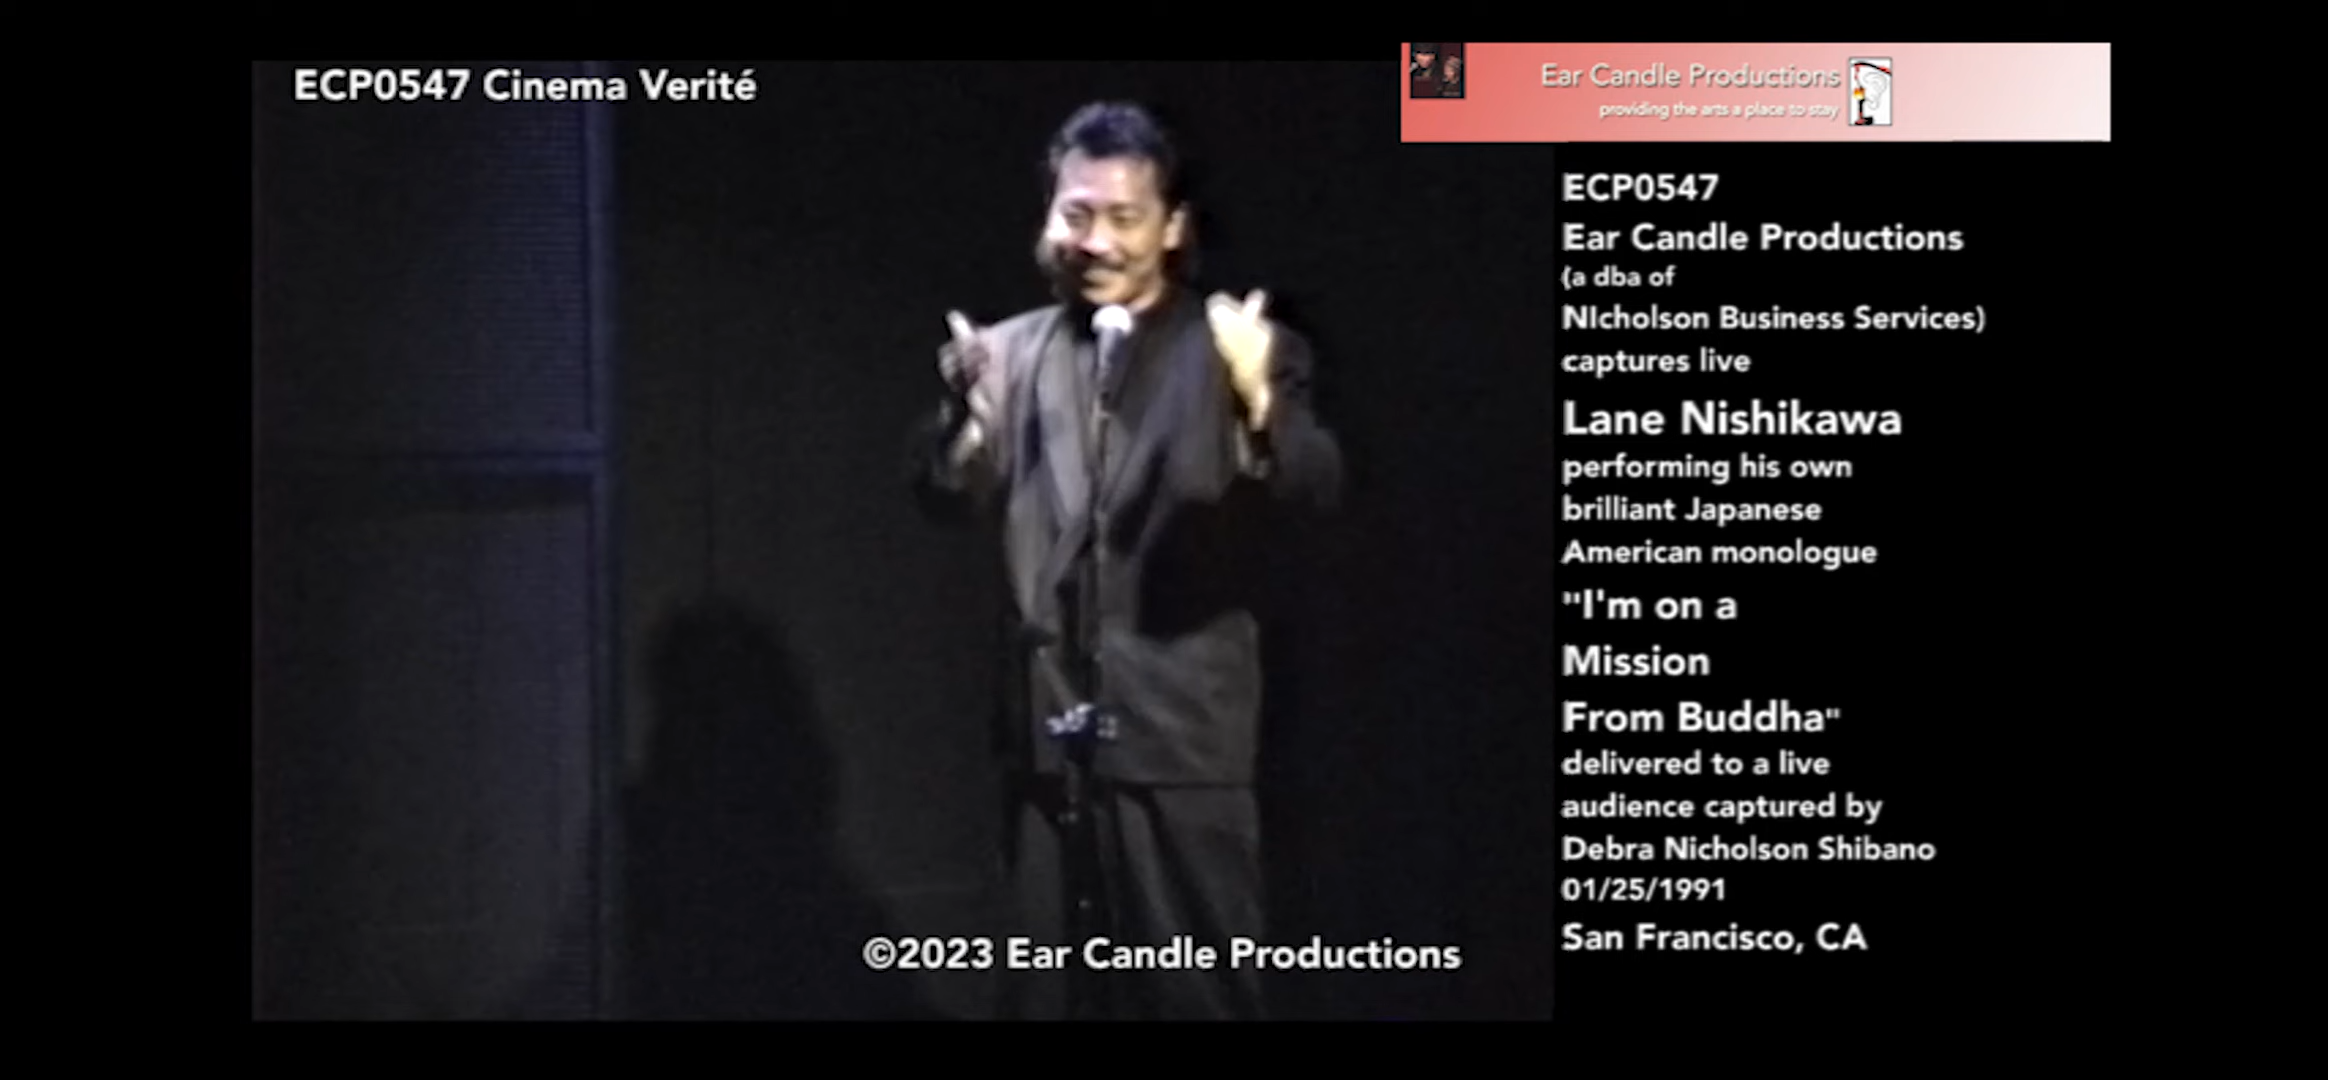 ECP0547 Cinema Verité
Ear Candle Productions
providing the arts a place to stay
ECP0547
Ear Candle Productions
(a dba of
NIcholson Business Services)
captures live
Lane Nishikawa
performing his own
brilliant Japanese
American monologue
"I'm on a
Mission
From Buddha"
delivered to a live
audience captured by
Debra Nicholson Shibano
01/25/1991
San Francisco, CA
©2023 Ear Candle Productions